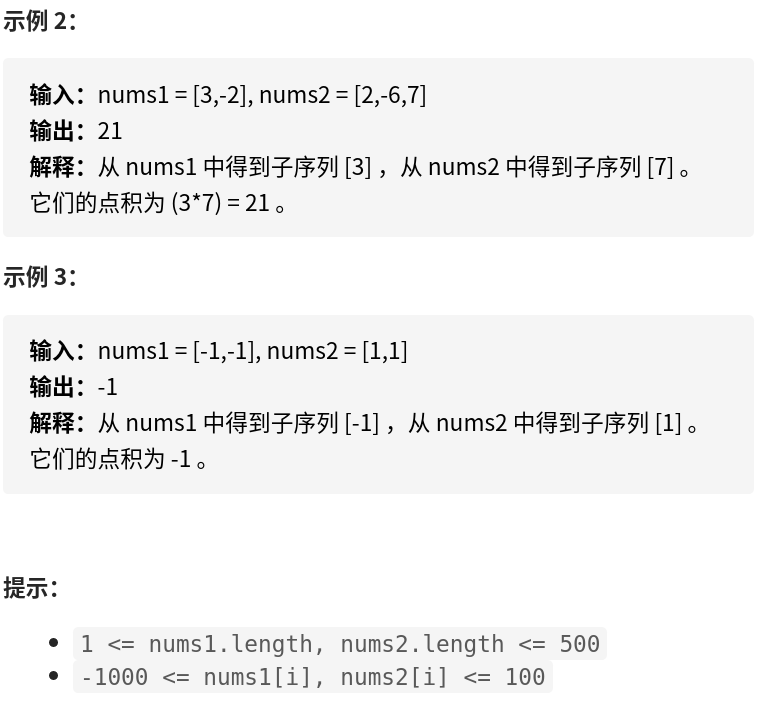 示例 2：
输入：nums1 = [3,-2], nums2 = [2,-6,7]
输出：21
解释：从 nums1 中得到子序列 [3] ，从 nums2 中得到子序列 [7] 。
它们的点积为 (3*7) = 21 。
示例 3：
输入：nums1 = [-1,-1], nums2 = [1,1]
输出：-1
解释：从 nums1 中得到子序列 [-1] ，从 nums2 中得到子序列 [1] 。
它们的点积为 -1 。
提示：
1 <= nums1.length, nums2.length <= 500
-1000 <= nums1[i], nums2[i] <= 100